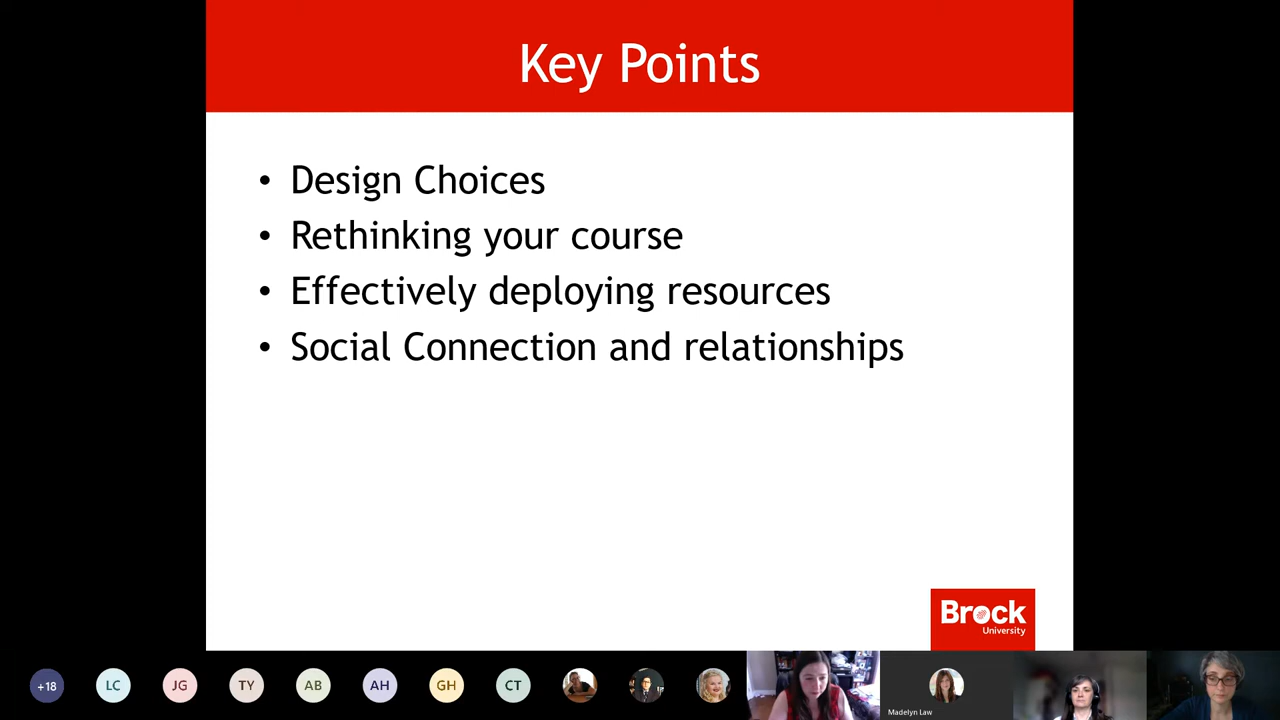 Key Points
• Design Choices
• Rethinking your course
• Effectively deploying resources
• Social Connection and relationships
Brock
University
+18 LC JG TY AB AH GH CT
Madelyn Law